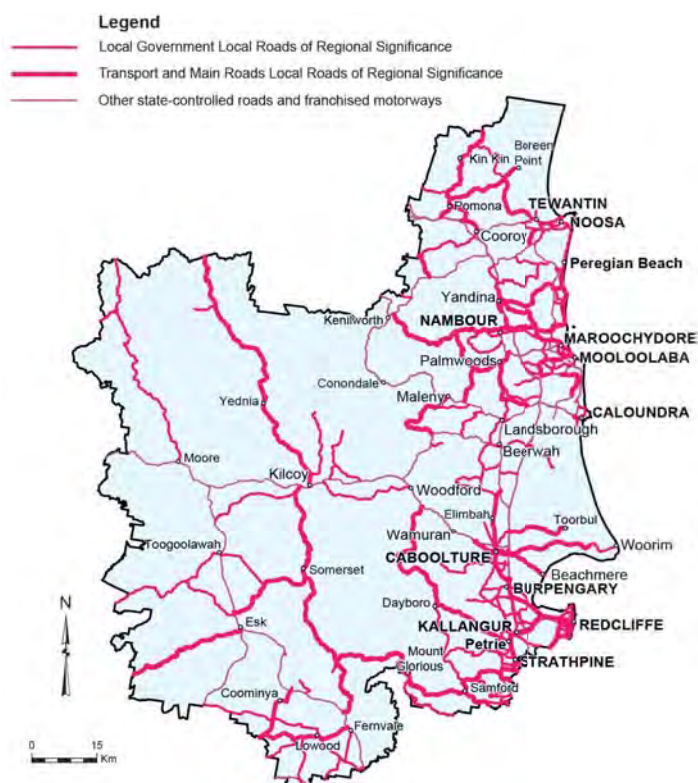 Legend
Local Government Local Roads of Regional Significance
Transport and Main Roads Local Roads of Regional Significance
Other state-controlled roads and franchised motorways
Boreen
Point
Kin Kin
Pomona
TEWANTIN
NOOSA
Cooroy
Peregian Beach
Yandina
Kenilworth
NAMBOUR
MAROOCHYDORE
MOOLOOLABA
Palmwoods
Conondale
Maleny
Yednia
CALOUNDRA
Landsborough
Beerwah
Moore
Kilcoy
Woodford
Elimbah
Toorbul
Wamuran
Woorim
Toogoolawah
CABOOLTURE
Somerset
Beachmere
BURPENGARY
Dayboro
Esk
KALLANGUR
REDCLIFFE
Petrie
N
Mount
Glorious
STRATHPINE
Coominya
Samford
Fernvale
Lowood
0 15
Km